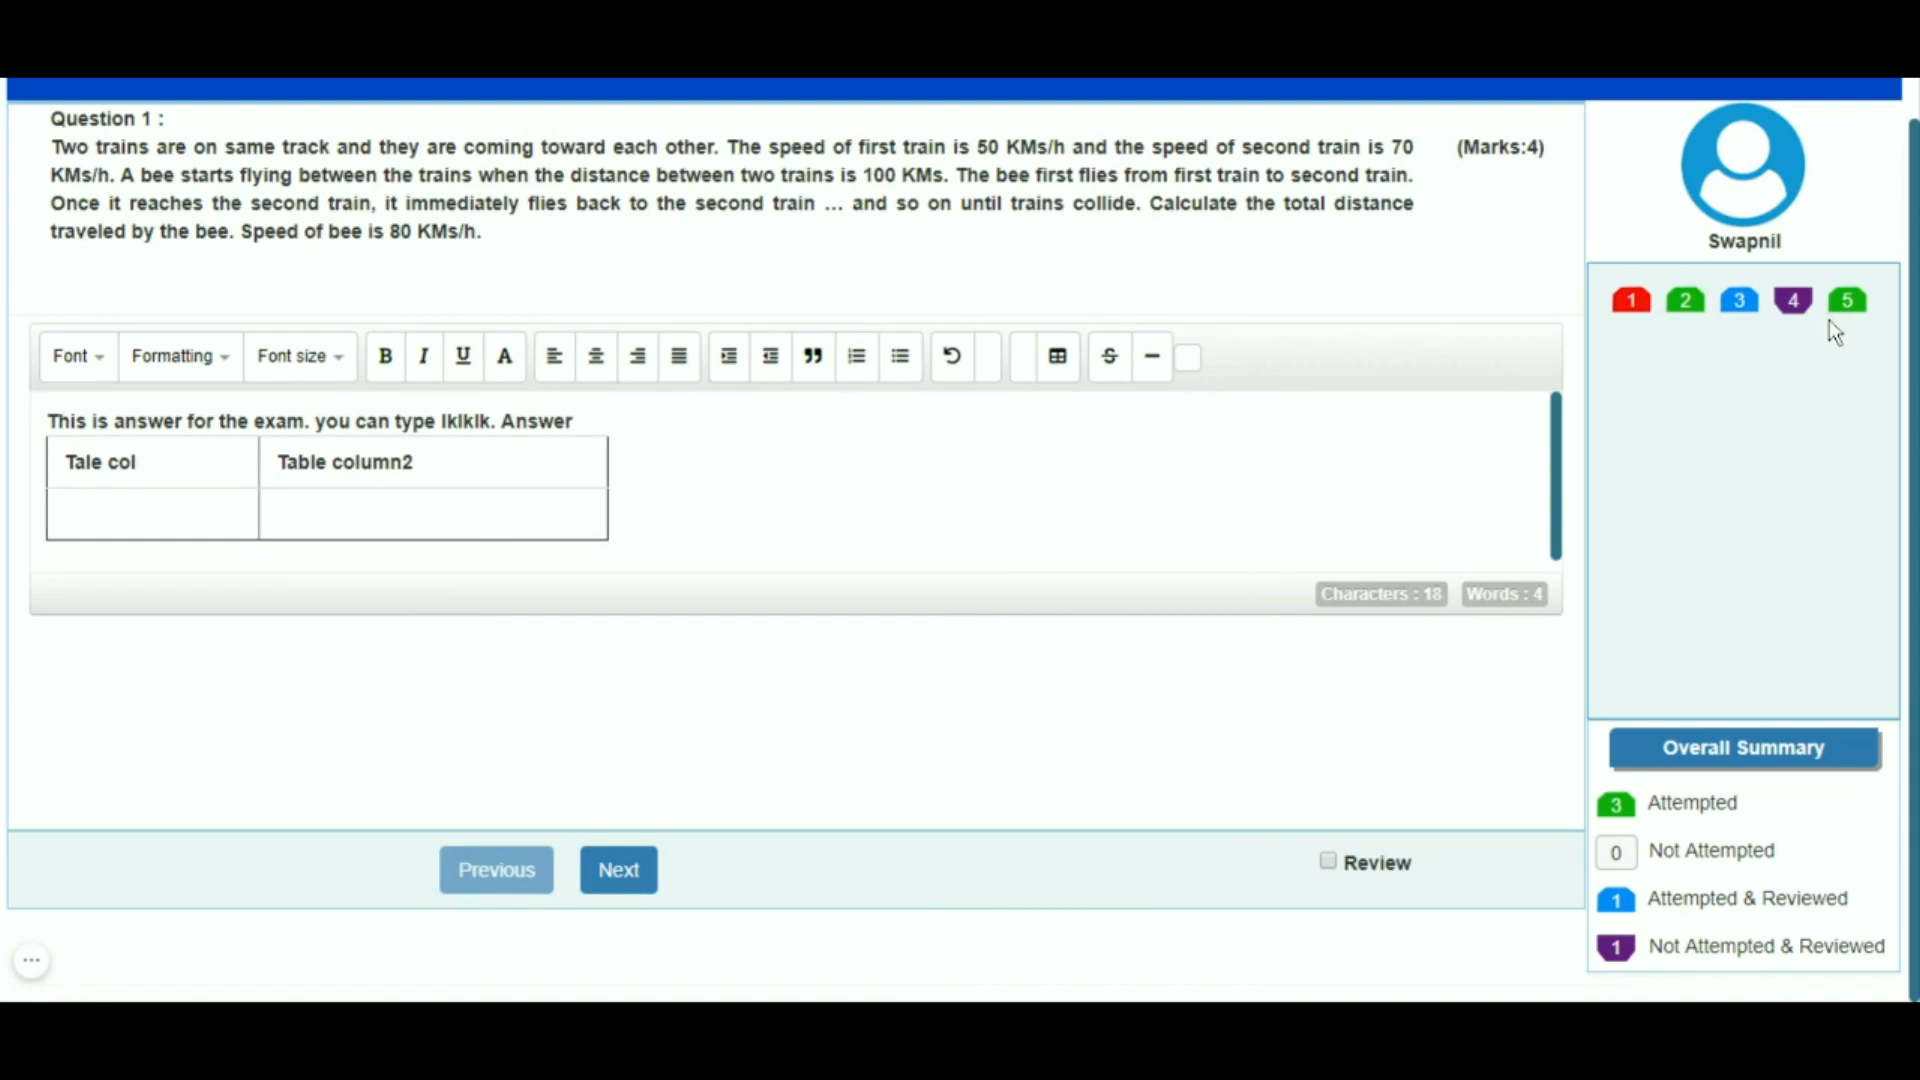 Question 1 :
Two trains are on same track and they are coming toward each other. The speed of first train is 50 KMs/h and the speed of second train is 70
(Marks:4)
KMs/h. A bee starts flying between the trains when the distance between two trains is 100 KMs. The bee first flies from first train to second train.
Once it reaches the second train, it immediately flies back to the second train ... and so on until trains collide. Calculate the total distance
traveled by the bee. Speed of bee is 80 KMs/h.
Swapnil
1 2 3 4 5
Font Formatting Font size B I U A S
This is answer for the exam. you can type lklklk. Answer
Tale col Table column2
Characters : 18 Words : 4
Previous Next Review
Overall Summary
3 Attempted
0 Not Attempted
1 Attempted & Reviewed
1 Not Attempted & Reviewed